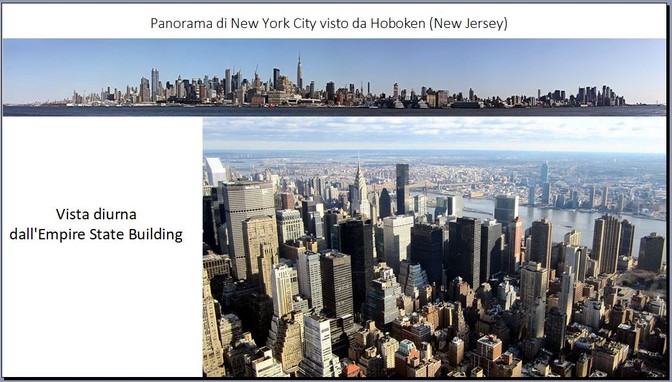 Panorama di New York City visto da Hoboken (New Jersey)
Vista diurna
dall'Empire State Building